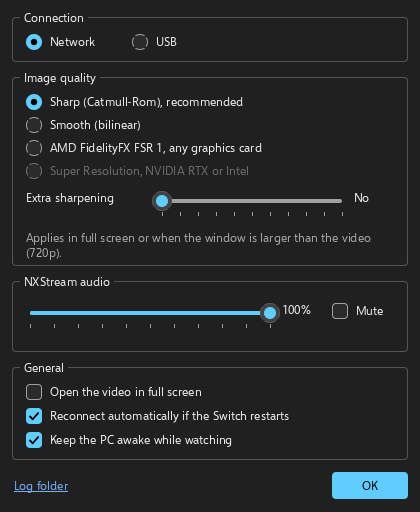 Connection
Network
USB
Image quality
Sharp (Catmull-Rom), recommended
Smooth (bilinear)
AMD FidelityFX FSR 1, any graphics card
Super Resolution, NVIDIA RTX or Intel
Extra sharpening
No
Applies in full screen or when the window is larger than the video
(720p).
NXStream audio
100%
Mute
General
Open the video in full screen
Reconnect automatically if the Switch restarts
Keep the PC awake while watching
Log folder
OK